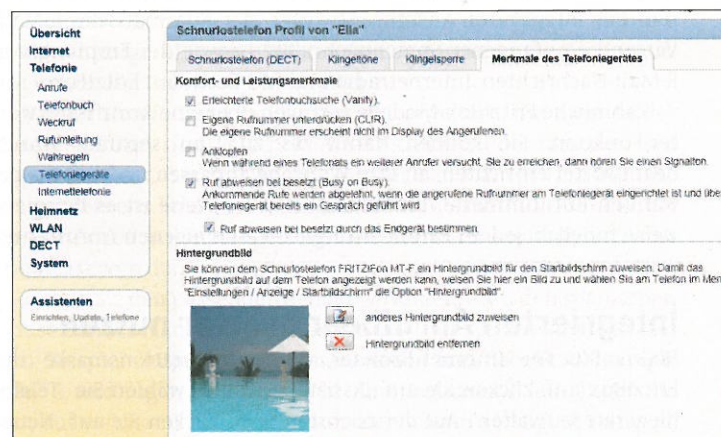 Übersicht
Internet
Telefonie
Anrufe
Telefonbuch
Weckruf
Rufumleitung
Wahlregeln
Telefoniegeräte
Internettelefonie
Heimnetz
WLAN
DECT
System
Assistenten
Einrichten, Update, Telefone
Schnurlostelefon Profil von "Ella"
Schnurlostelefon (DECT)
Klingeltöne
Klingelsperre
Merkmale des Telefoniegerätes
Komfort- und Leistungsmerkmale
Erleichterte Telefonbuchsuche (Vanity).
Eigene Rufnummer unterdrücken (CLIR).
Die eigene Rufnummer erscheint nicht im Display des Angerufenen.
Anklopfen
Wenn während eines Telefonats ein weiterer Anrufer versucht, Sie zu erreichen, dann hören Sie einen Signalton.
Ruf abweisen bei besetzt (Busy on Busy).
Ankommende Rufe werden abgelehnt, wenn die angerufene Rufnummer am Telefoniegerät eingerichtet ist und über
Telefoniegerät bereits ein Gespräch geführt wird
Ruf abweisen bei besetzt durch das Endgerät bestimmen.
Hintergrundbild
Sie können dem Schnurlostelefon FRITZ!Fon MT-F ein Hintergrundbild für den Startbildschirm zuweisen. Damit das
Hintergrundbild auf dem Telefon angezeigt werden kann, weisen Sie hier ein Bild zu und wählen Sie am Telefon im Men
"Einstellungen / Anzeige / Startbildschirm" die Option "Hintergrundbild".
anderes Hintergrundbild zuweisen
Hintergrundbild entfernen